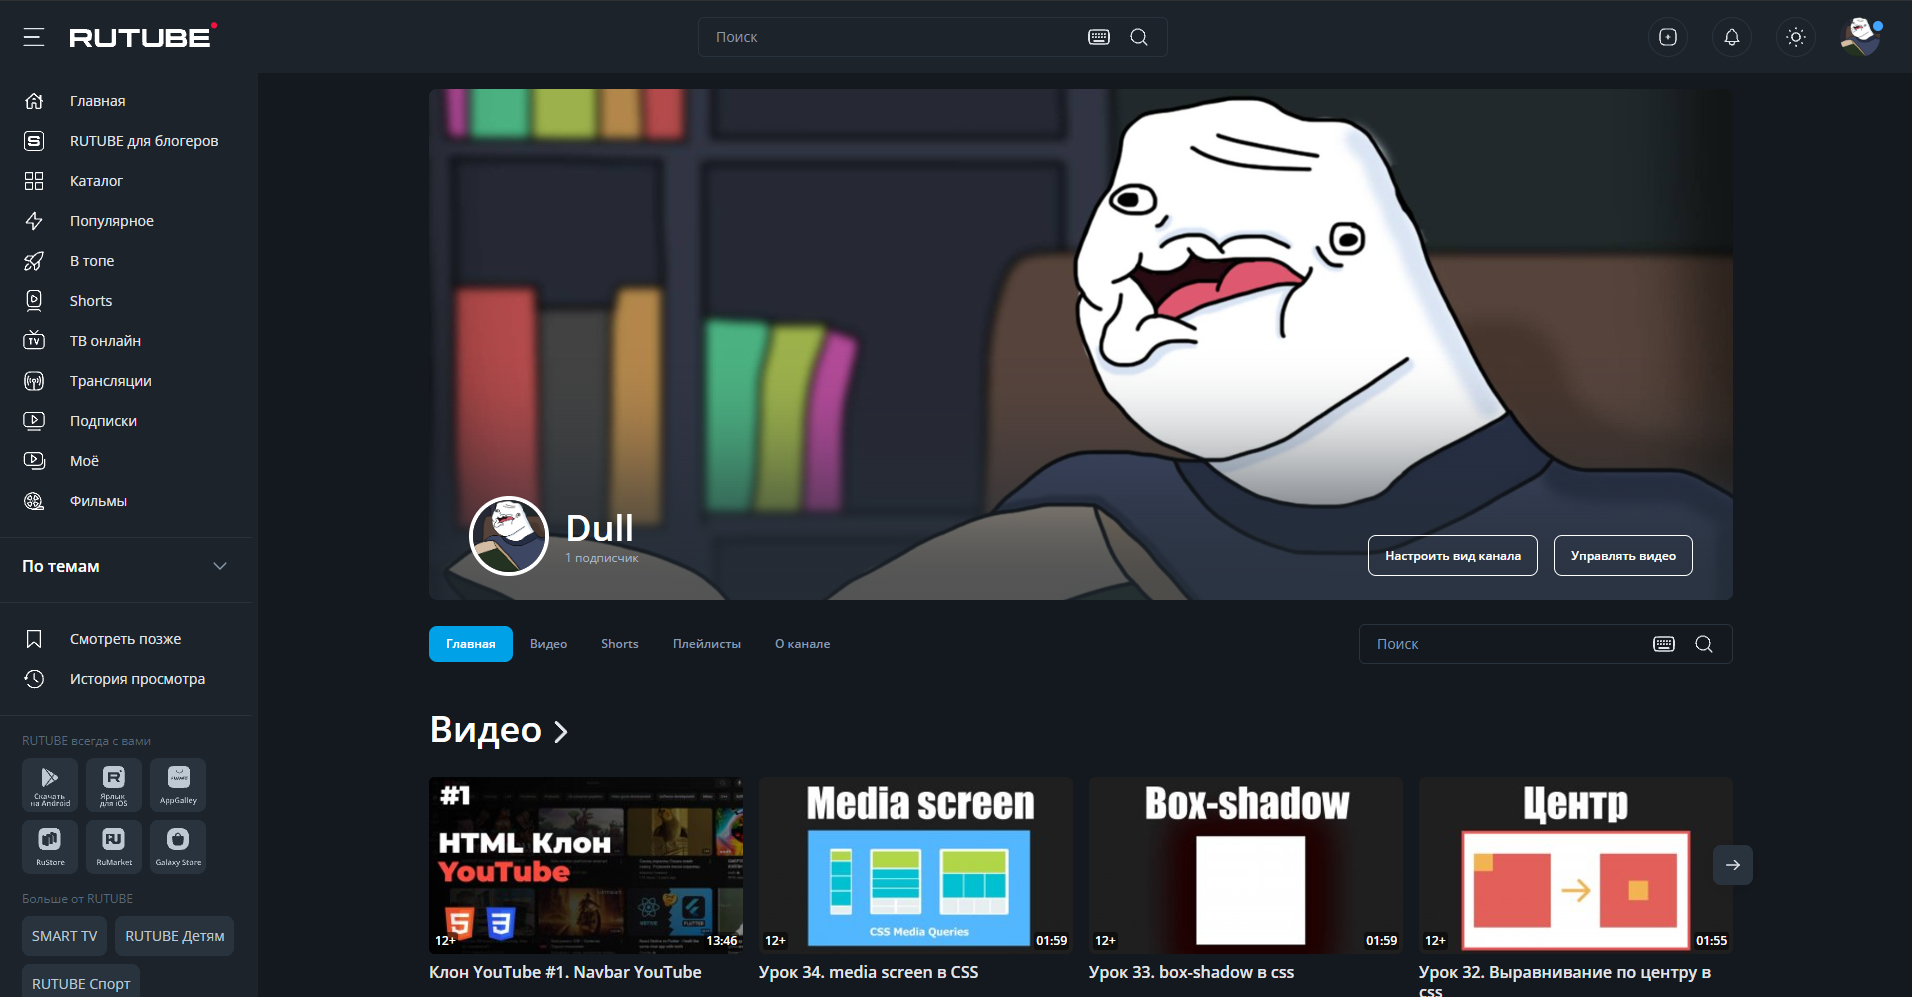 RUTUBE
Поиск
Главная
RUTUBE для блогеров
Каталог
Популярное
В топе
Shorts
TV
ТВ онлайн
Трансляции
Подписки
Моё
Фильмы
По темам
Смотреть позже
История просмотра
RUTUBE всегда с вами
Скачать
на Android
Ярлык
для iOS
AppGallery
RuStore
RuMarket
Galaxy Store
Больше от RUTUBE
SMART TV
RUTUBE Детям
RUTUBE Спорт
Dull
1 подписчик
Настроить вид канала
Управлять видео
Главная
Видео
Shorts
Плейлисты
О канале
Поиск
Видео
#1
HTML Клон
YouTube
12+
13:46
Клон YouTube #1. Navbar YouTube
Media screen
CSS Media Queries
12+
01:59
Урок 34. media screen в CSS
Box-shadow
12+
01:59
Урок 33. box-shadow в css
Центр
12+
01:55
Урок 32. Выравнивание по центру в
css